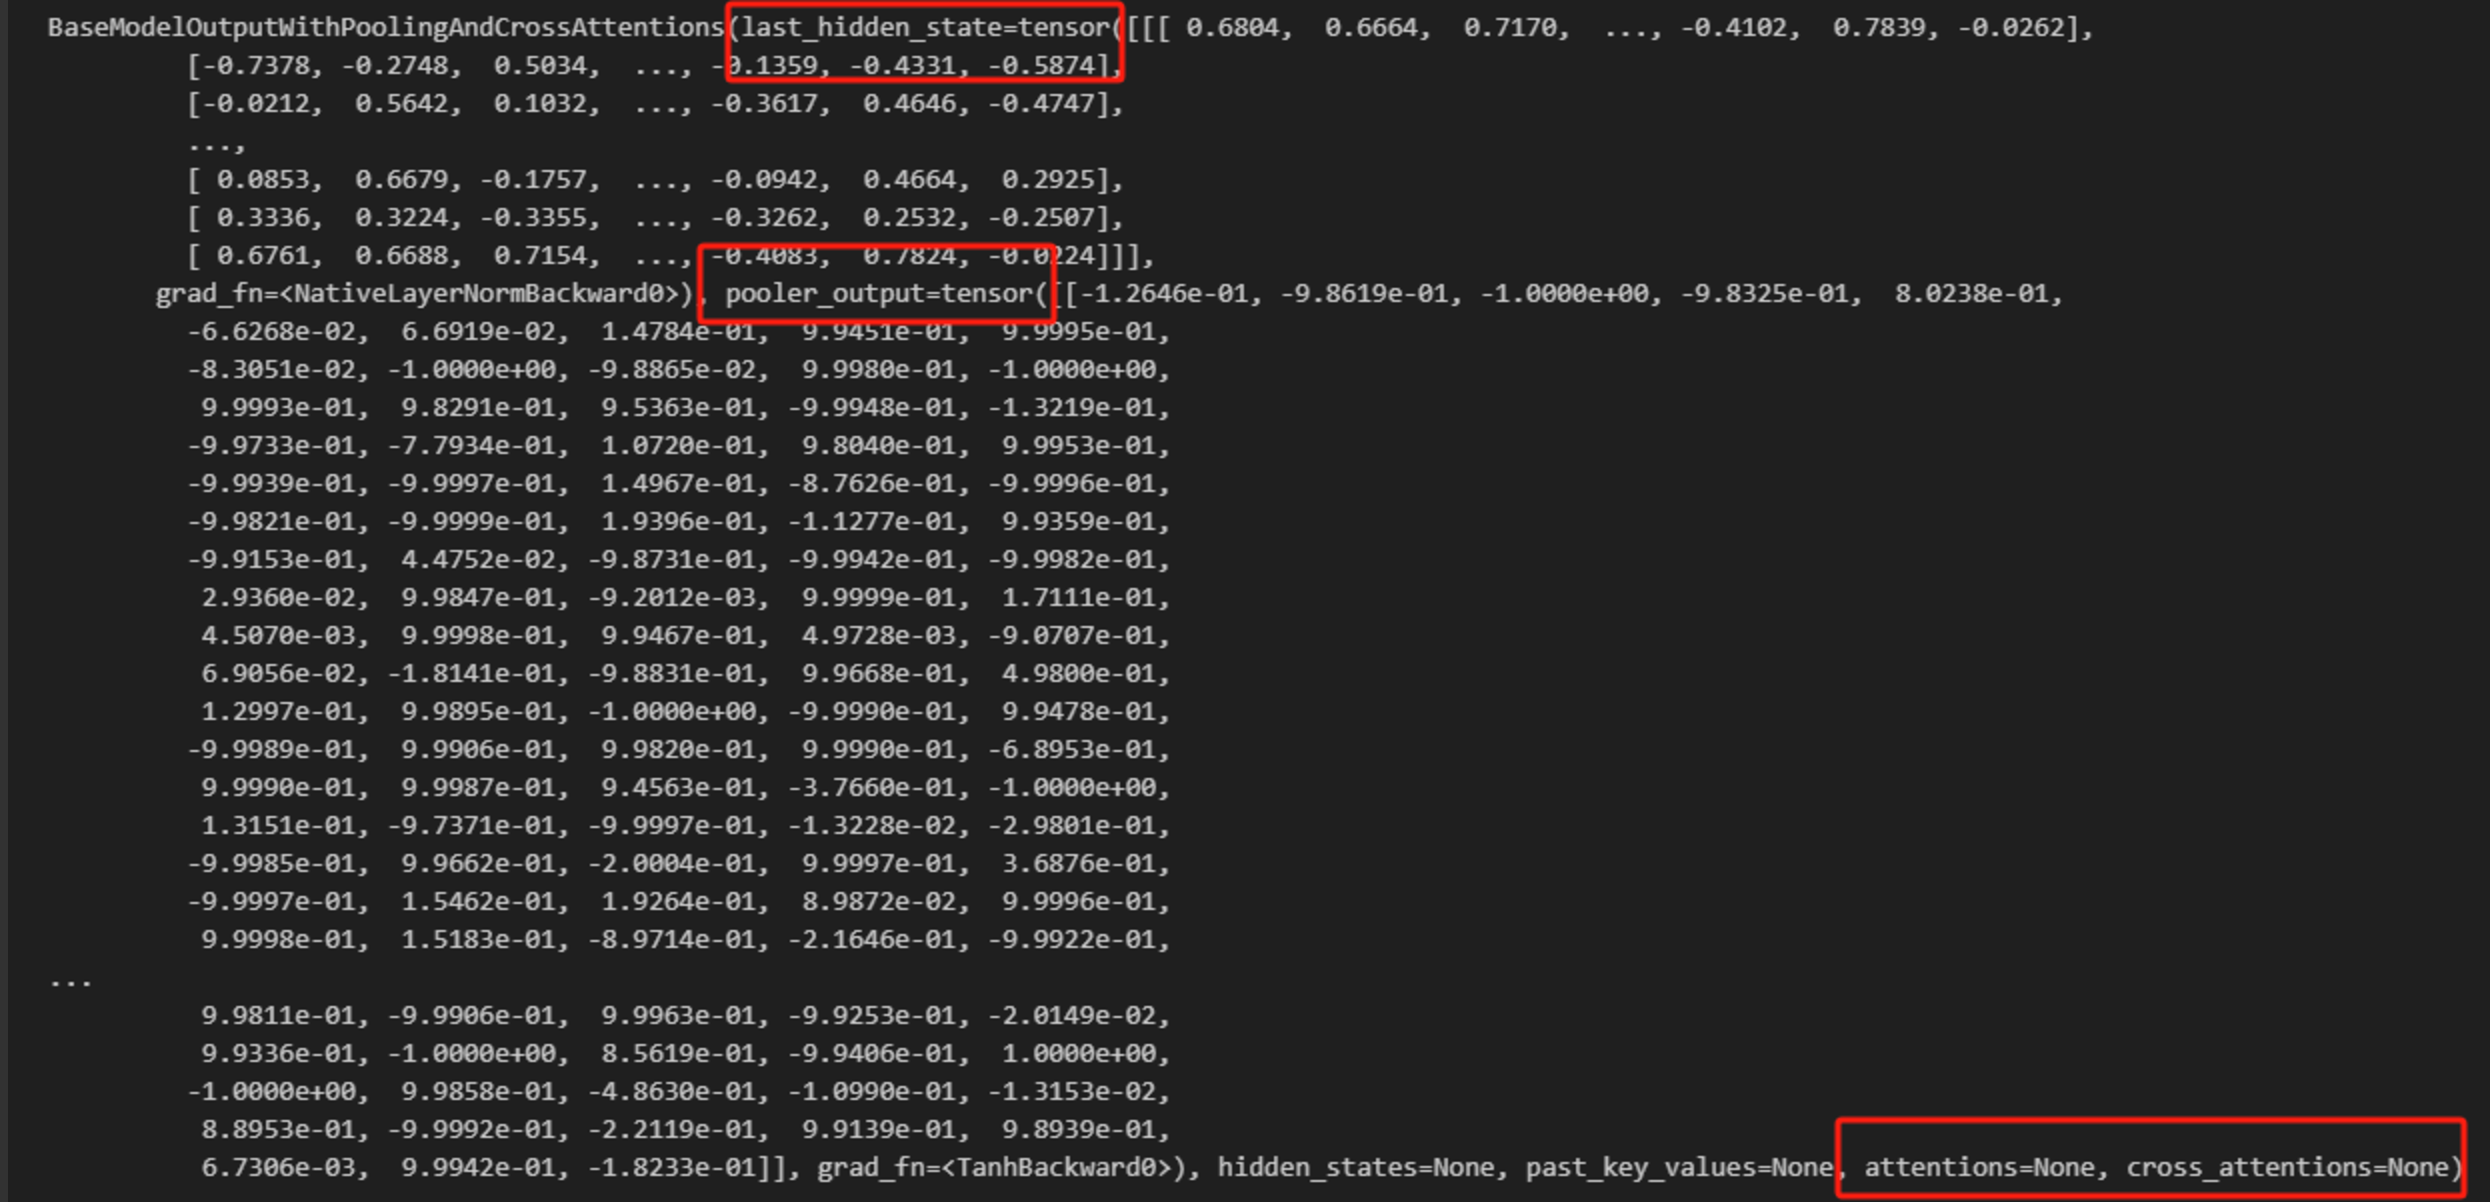 BaseModelOutputWithPoolingAndCrossAttentions(last_hidden_state=tensor([[[ 0.6804,  0.6664,  0.7170,  ..., -0.4102,  0.7839, -0.0262],
[-0.7378, -0.2748,  0.5034,  ..., -0.1359, -0.4331, -0.5874],
[-0.0212,  0.5642,  0.1032,  ..., -0.3617,  0.4646, -0.4747],
...,
[ 0.0853,  0.6679, -0.1757,  ..., -0.0942,  0.4664,  0.2925],
[ 0.3336,  0.3224, -0.3355,  ..., -0.3262,  0.2532, -0.2507],
[ 0.6761,  0.6688,  0.7154,  ..., -0.4083,  0.7824, -0.0224]]],
grad_fn=<NativeLayerNormBackward0>), pooler_output=tensor([[-1.2646e-01, -9.8619e-01, -1.0000e+00, -9.8325e-01,  8.0238e-01,
-6.6268e-02,  6.6919e-02,  1.4784e-01,  9.9451e-01,  9.9995e-01,
-8.3051e-02, -1.0000e+00, -9.8865e-02,  9.9980e-01, -1.0000e+00,
9.9993e-01,  9.8291e-01,  9.5363e-01, -9.9948e-01, -1.3219e-01,
-9.9733e-01, -7.7934e-01,  1.0720e-01,  9.8040e-01,  9.9953e-01,
-9.9939e-01, -9.9997e-01,  1.4967e-01, -8.7626e-01, -9.9996e-01,
-9.9821e-01, -9.9999e-01,  1.9396e-01, -1.1277e-01,  9.9359e-01,
-9.9153e-01,  4.4752e-02, -9.8731e-01, -9.9942e-01, -9.9982e-01,
2.9360e-02,  9.9847e-01, -9.2012e-03,  9.9999e-01,  1.7111e-01,
4.5070e-03,  9.9998e-01,  9.9467e-01,  4.9728e-03, -9.0707e-01,
6.9056e-02, -1.8141e-01, -9.8831e-01,  9.9668e-01,  4.9800e-01,
1.2997e-01,  9.9895e-01, -1.0000e+00, -9.9990e-01,  9.9478e-01,
-9.9989e-01,  9.9906e-01,  9.9820e-01,  9.9990e-01, -6.8953e-01,
9.9990e-01,  9.9987e-01,  9.4563e-01, -3.7660e-01, -1.0000e+00,
1.3151e-01, -9.7371e-01, -9.9997e-01, -1.3228e-02, -2.9801e-01,
-9.9985e-01,  9.9662e-01, -2.0004e-01,  9.9997e-01,  3.6876e-01,
-9.9997e-01,  1.5462e-01,  1.9264e-01,  8.9872e-02,  9.9996e-01,
9.9998e-01,  1.5183e-01, -8.9714e-01, -2.1646e-01, -9.9922e-01,
...
9.9811e-01, -9.9906e-01,  9.9963e-01, -9.9253e-01, -2.0149e-02,
9.9336e-01, -1.0000e+00,  8.5619e-01, -9.9406e-01,  1.0000e+00,
-1.0000e+00,  9.9858e-01, -4.8630e-01, -1.0990e-01, -1.3153e-02,
8.8953e-01, -9.9992e-01, -2.2119e-01,  9.9139e-01,  9.8939e-01,
6.7306e-03,  9.9942e-01, -1.8233e-01]], grad_fn=<TanhBackward0>), hidden_states=None, past_key_values=None, attentions=None, cross_attentions=None)